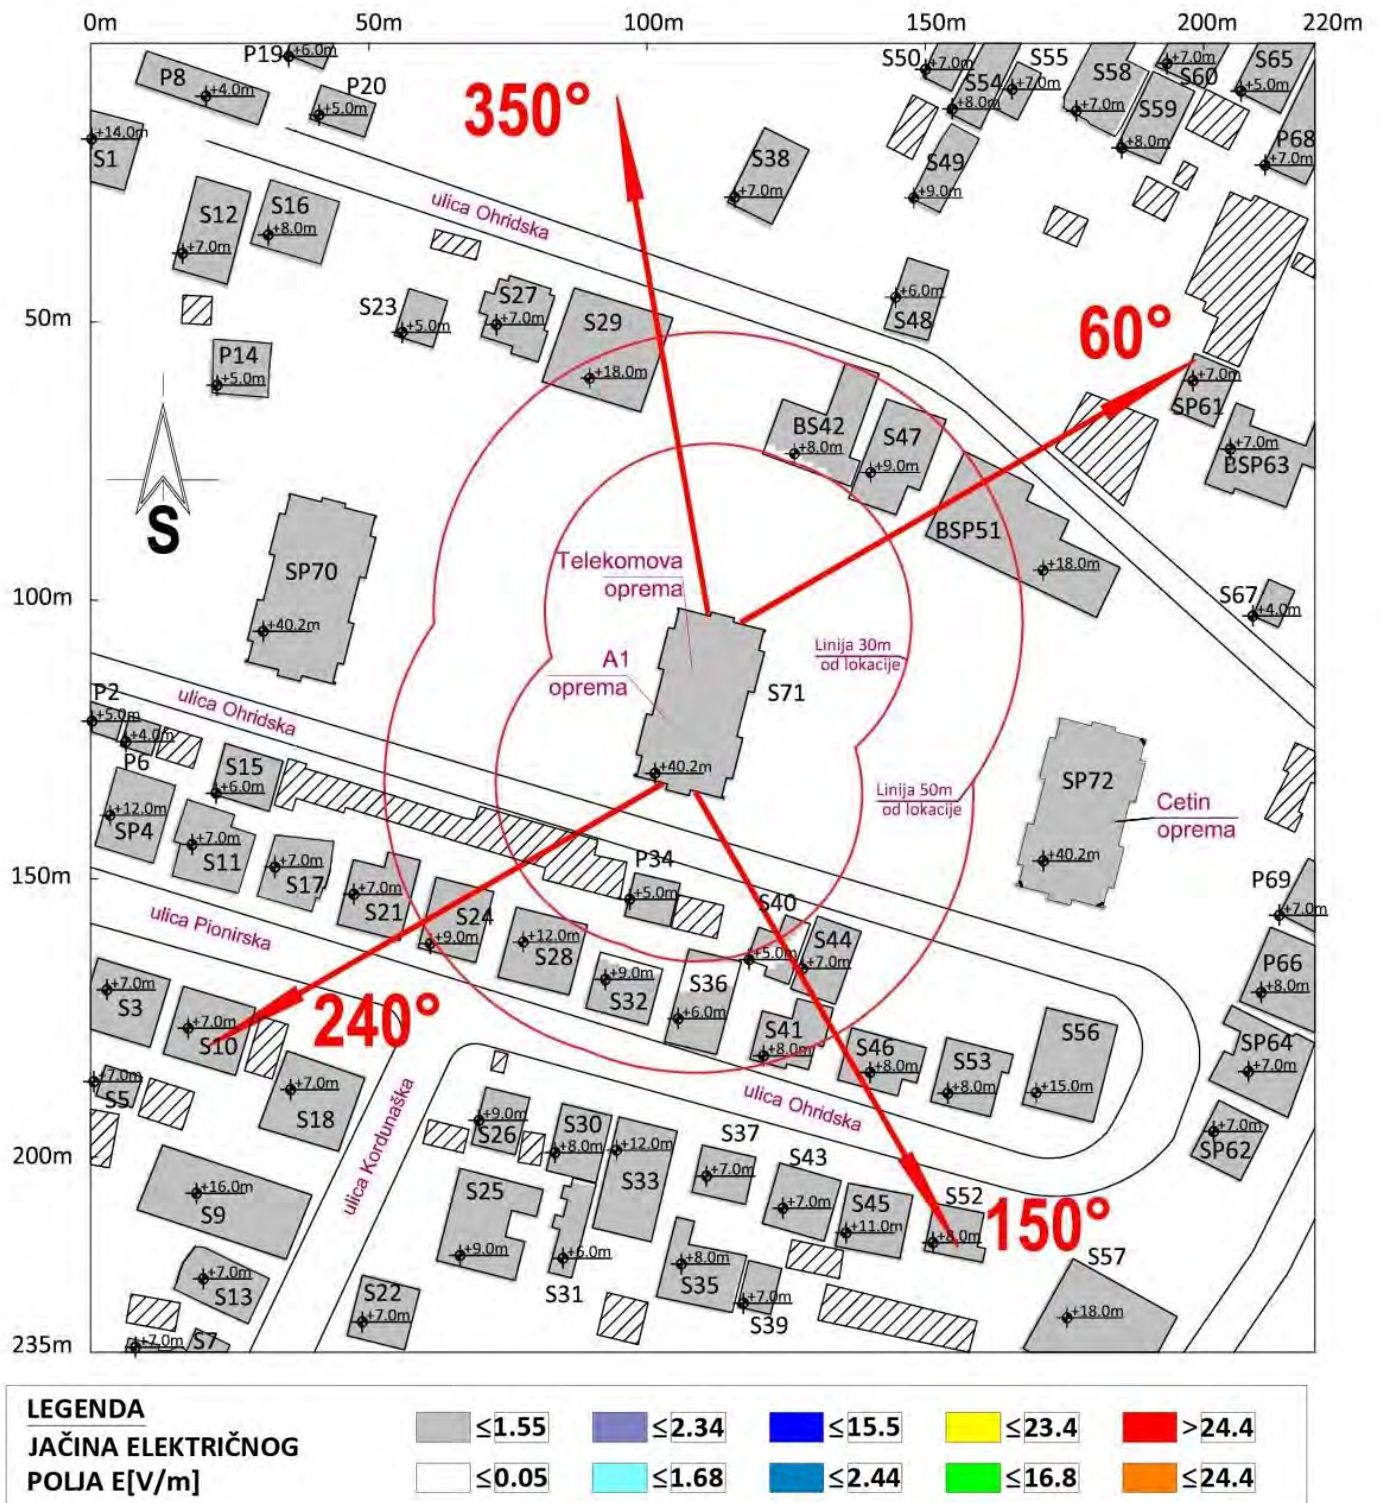 0m 50m 100m 150m 200m 220m
P19 +6.0m
P8 +4.0m
P20 +5.0m
350°
S50 +7.0m
S54 +8.0m
S55 +7.0m
S58 +7.0m
+7.0m S60
S65 +5.0m
S59 +8.0m
P68 +7.0m
+14.0m S1
S38 +7.0m
S49 +9.0m
S12 +7.0m
S16 +8.0m
ulica Ohridska
S48 +6.0m
50m
S23 +5.0m
S27 +7.0m
S29 +18.0m
60°
P14 +5.0m
+7.0m SP61
BS42 +8.0m
S47 +9.0m
+7.0m BSP63
S
BSP51 +18.0m
SP70 +40.2m
Telekomova
oprema
100m
S67 +4.0m
Linija 30m
od lokacije
A1
oprema
S71 +40.2m
P2 +5.0m
ulica Ohridska
+4.0m P6
S15 +6.0m
SP72 +40.2m
Linija 50m
od lokacije
Cetin
oprema
+12.0m SP4
+7.0m S11
+7.0m S17
150m
P34 +5.0m
P69 +7.0m
+7.0m S21
S24 +9.0m
ulica Pionirska
+12.0m S28
S40 +5.0m
S44 +7.0m
P66 +8.0m
+7.0m S3
+9.0m S32
S36 +6.0m
240°
+7.0m S10
S41 +8.0m
S46 +8.0m
S53 +8.0m
S56 +15.0m
SP64 +7.0m
+7.0m S5
+7.0m S18
ulica Ohridska
ulica Kordunaška
+9.0m S26
S30 +8.0m
+12.0m S33
200m
S37 +7.0m
S43 +7.0m
+7.0m SP62
+16.0m S9
S25 +9.0m
S45 +11.0m
S52 +8.0m
150°
+6.0m S31
+8.0m S35
+7.0m S39
S57 +18.0m
+7.0m S13
S22 +7.0m
+7.0m S7
235m
LEGENDA
JAČINA ELEKTRIČNOG
POLJA E[V/m]
≤1.55 ≤2.34 ≤15.5 ≤23.4 >24.4
≤0.05 ≤1.68 ≤2.44 ≤16.8 ≤24.4